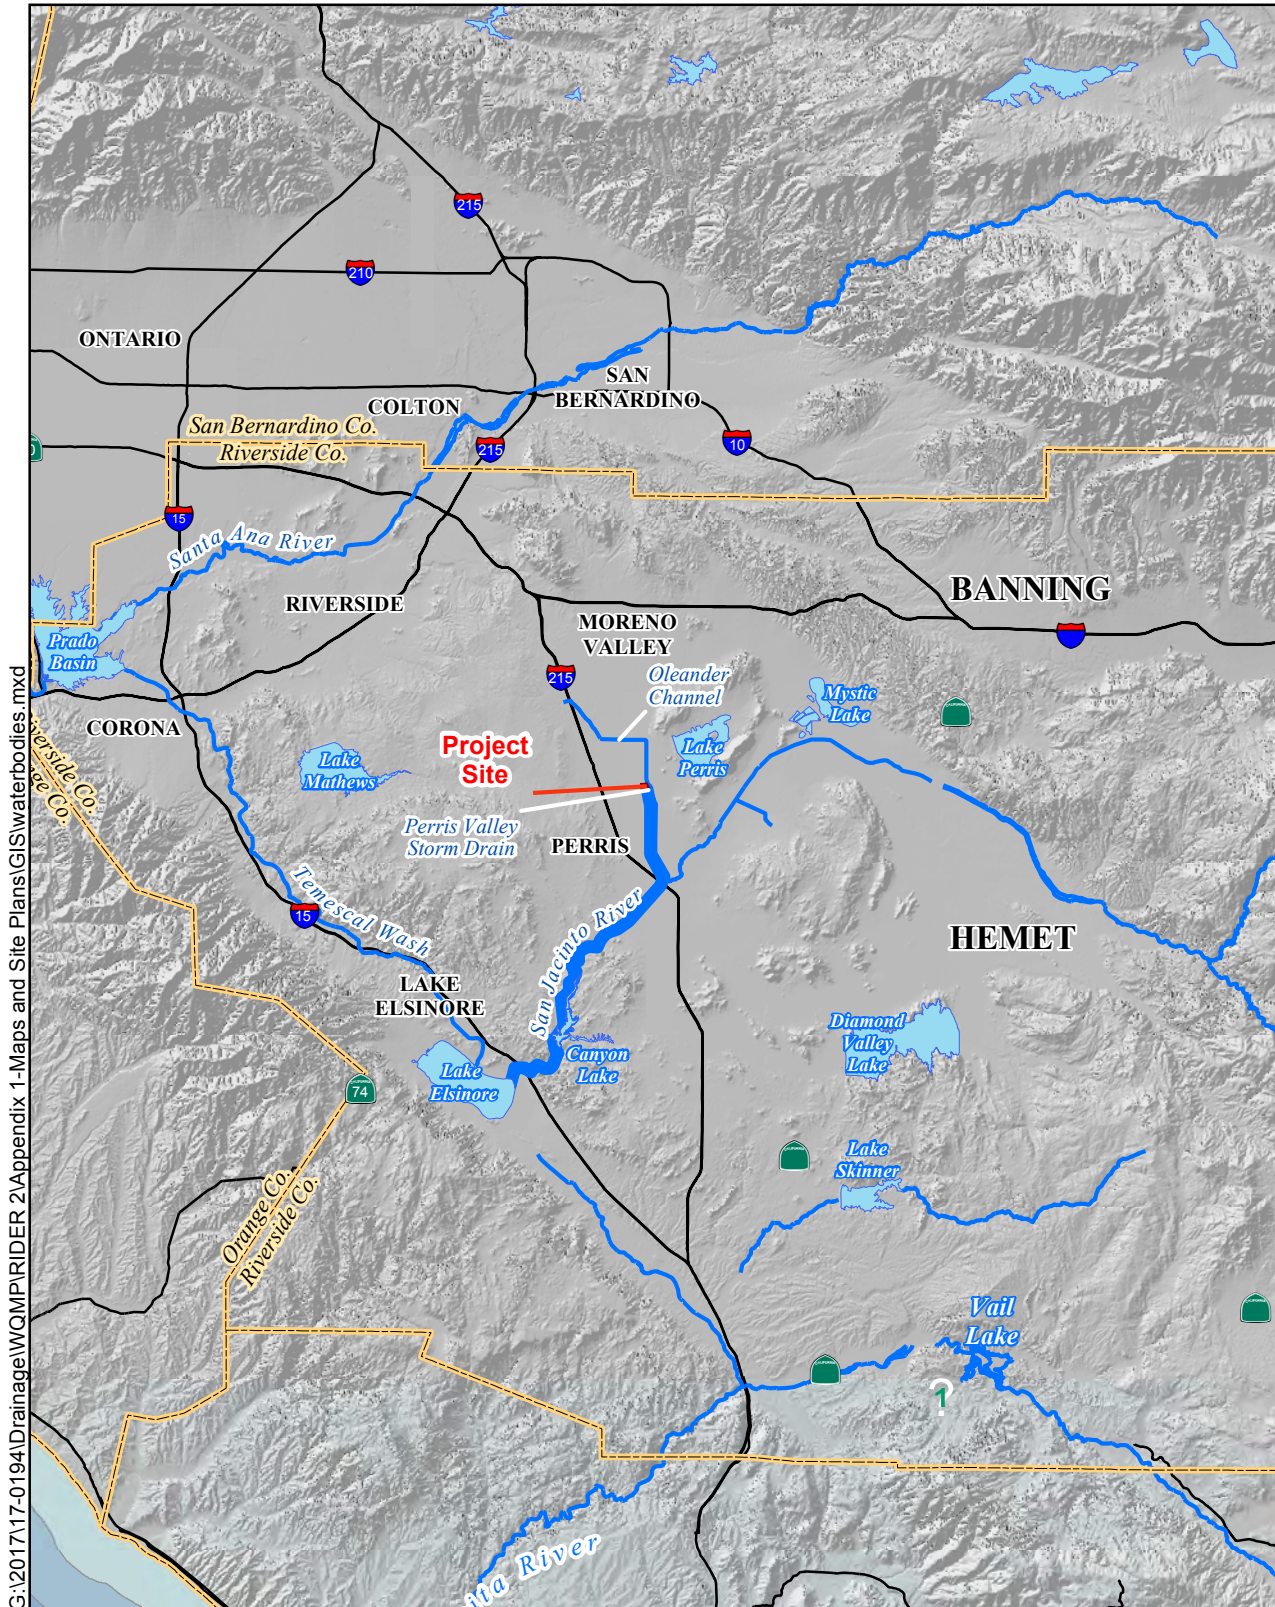 215
210
ONTARIO
SAN
BERNARDINO
COLTON
San Bernardino Co.
Riverside Co.
215
10
0
15
Santa Ana River
BANNING
RIVERSIDE
MORENO
VALLEY
Prado
Basin
215
Oleander
Channel
Mystic
Lake
CORONA
Project
Site
Lake
Perris
Lake
Mathews
Perris Valley
Storm Drain
PERRIS
Temescal Wash
15
San Jacinto River
HEMET
LAKE
ELSINORE
Diamond
Valley
Lake
Canyon
Lake
Lake
Elsinore
CALIFORNIA
74
Lake
Skinner
Orange Co.
Riverside Co.
Vail
Lake
?
1
ita River
G:\2017\17-0194\Drainage\WQMP\RIDER 2\Appendix 1-Maps and Site Plans\GIS\waterbodies.mxd